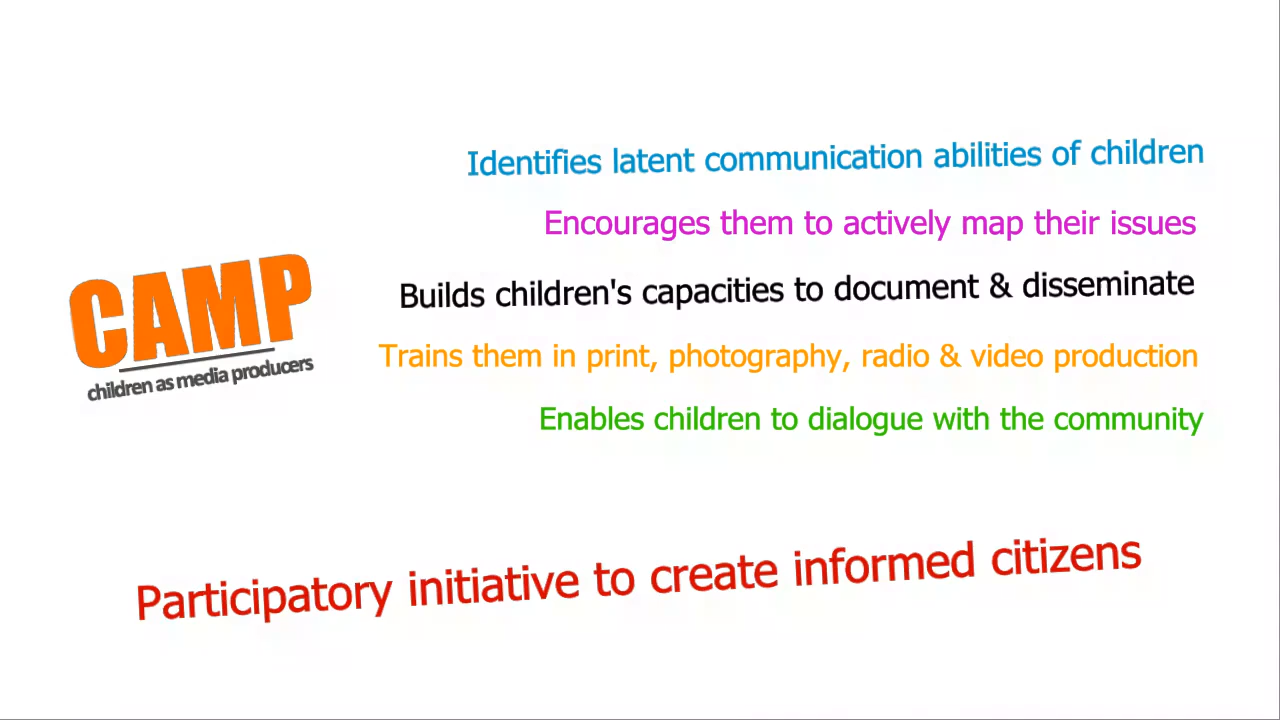 Identifies latent communication abilities of children
Encourages them to actively map their issues
CAMP
children as media producers
Builds children's capacities to document & disseminate
Trains them in print, photography, radio & video production
Enables children to dialogue with the community
Participatory initiative to create informed citizens